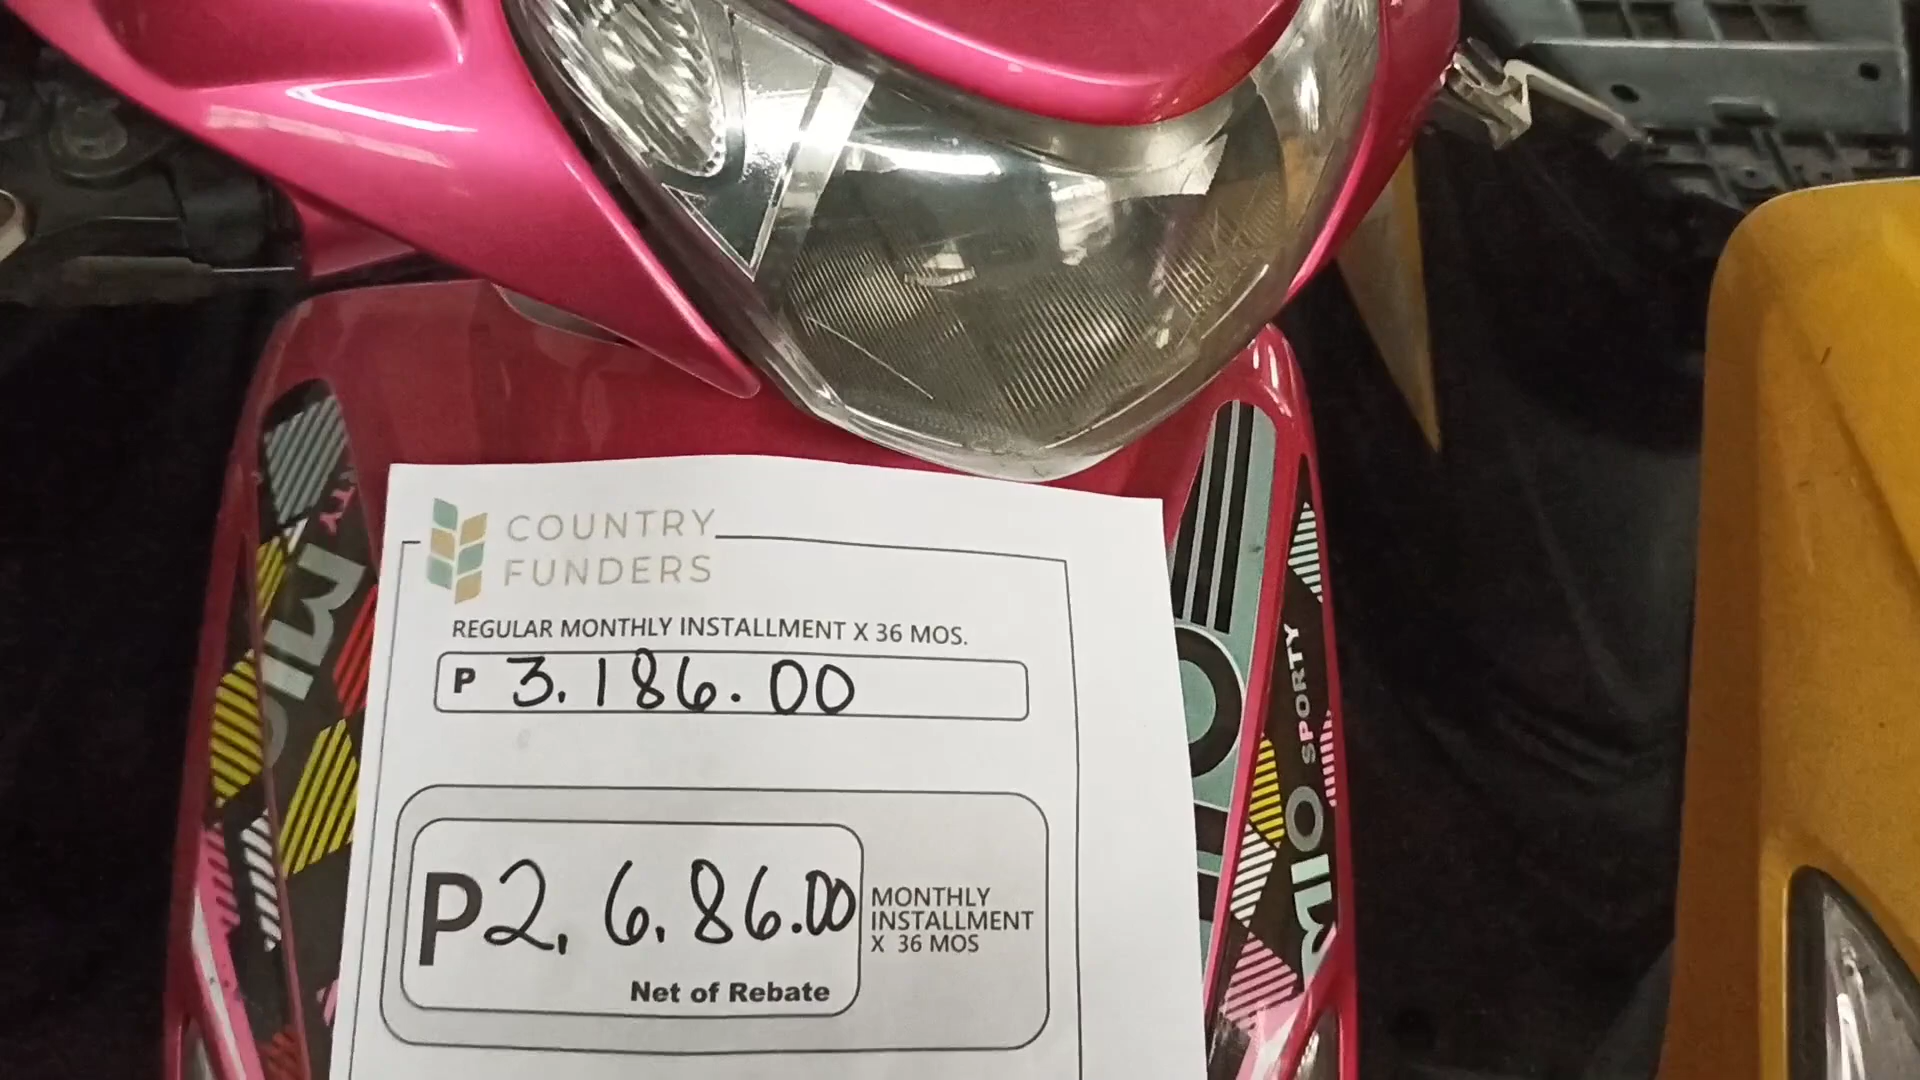 COUNTRY
FUNDERS
REGULAR MONTHLY INSTALLMENT X 36 MOS.
P 3.186.00
P2.6.86.00
Net of Rebate
MONTHLY
INSTALLMENT
X 36 MOS
MIO
MIO SPORTY